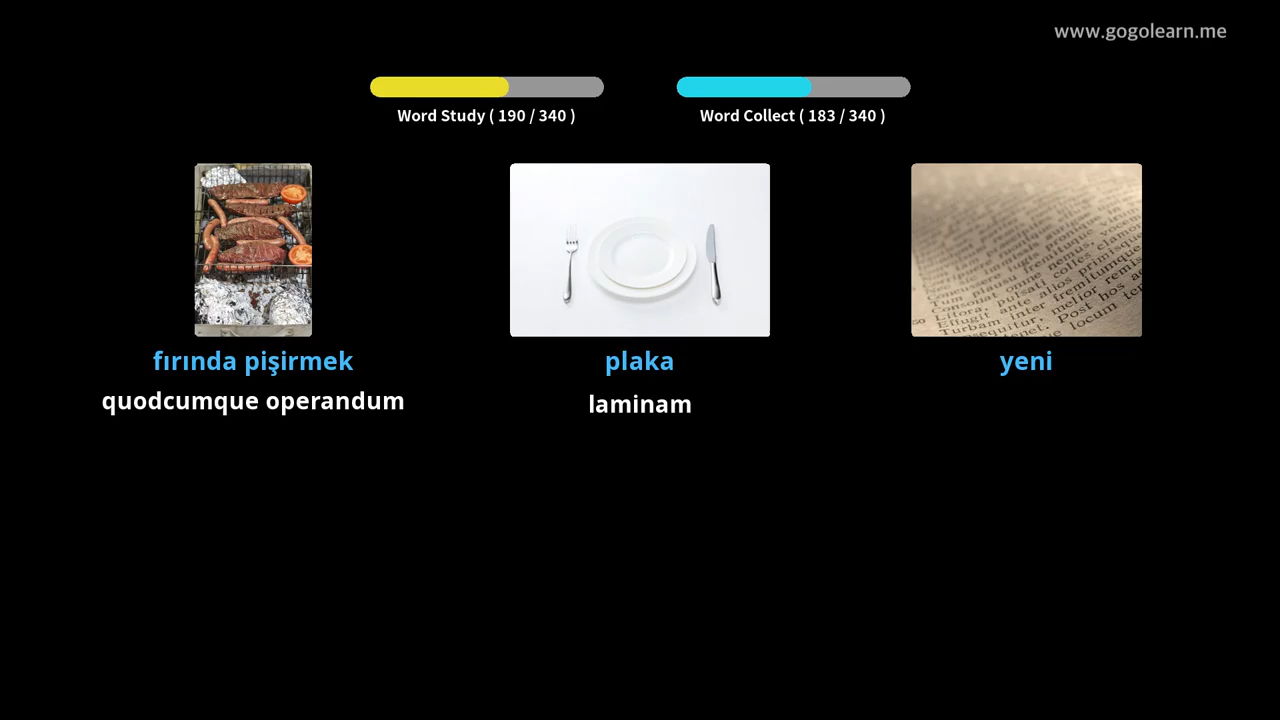 www.gogolearn.me
Word Study ( 190 / 340 )
Word Collect ( 183 / 340 )
fırında pişirmek
plaka
yeni
quodcumque operandum
laminam